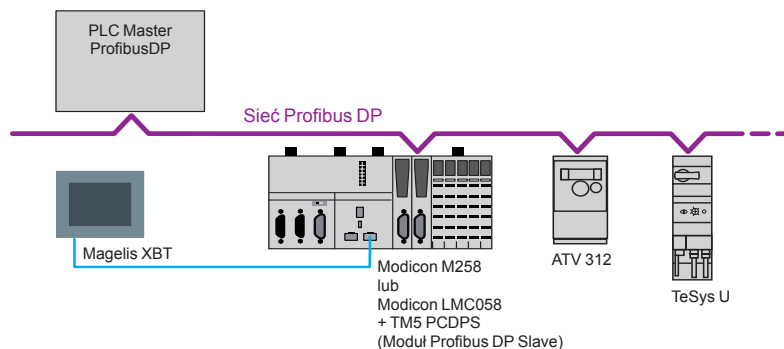 PLC Master
ProfibusDP
Sieć Profibus DP
Magelis XBT
Modicon M258
lub
Modicon LMC058
+ TM5 PCDPS
(Moduł Profibus DP Slave)
ATV 312
TeSys U